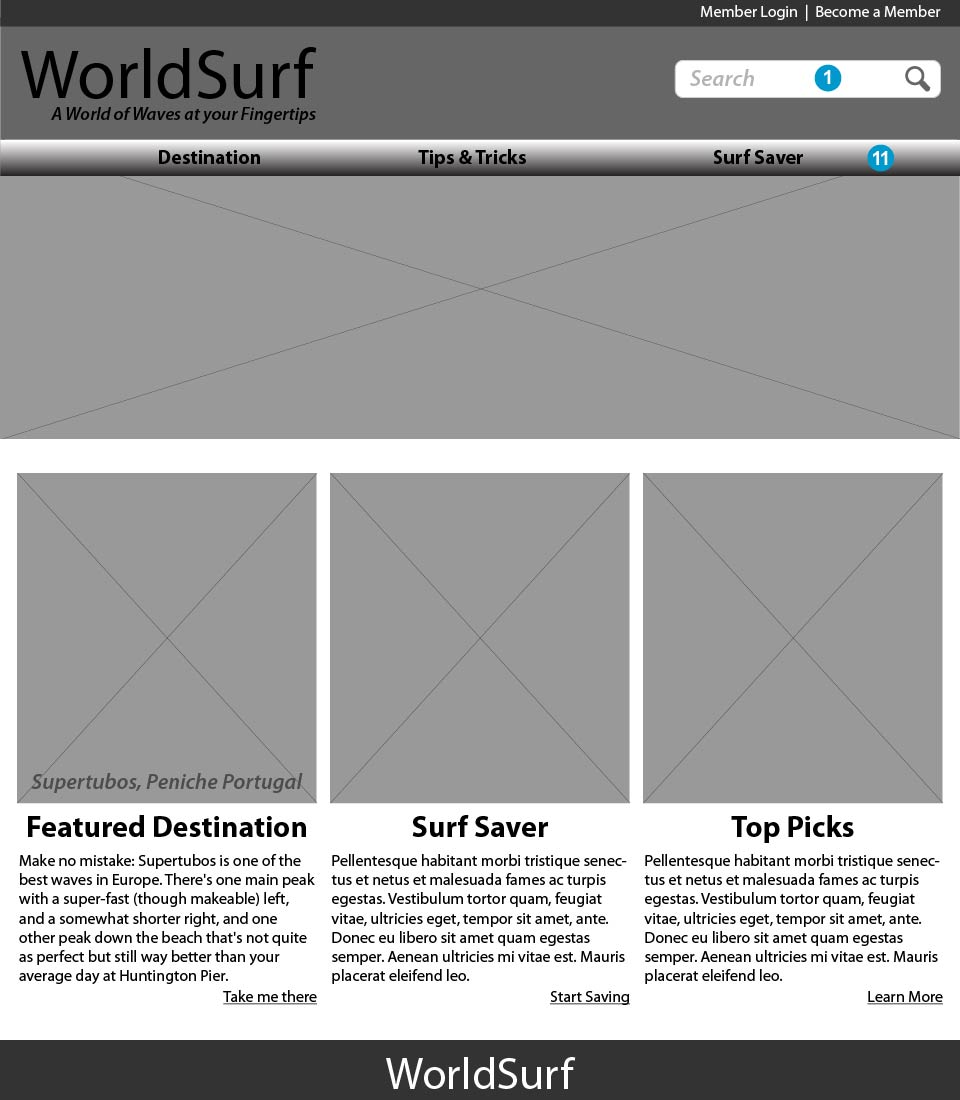 Member Login | Become a Member
WorldSurf
A World of Waves at your Fingertips
Search 1
Destination Tips & Tricks Surf Saver 11
Supertubos, Peniche Portugal
Featured Destination
Make no mistake: Supertubos is one of the
best waves in Europe. There's one main peak
with a super-fast (though makeable) left,
and a somewhat shorter right, and one
other peak down the beach that's not quite
as perfect but still way better than your
average day at Huntington Pier.
Take me there
Surf Saver
Pellentesque habitant morbi tristique senec-
tus et netus et malesuada fames ac turpis
egestas. Vestibulum tortor quam, feugiat
vitae, ultricies eget, tempor sit amet, ante.
Donec eu libero sit amet quam egestas
semper. Aenean ultricies mi vitae est. Mauris
placerat eleifend leo.
Start Saving
Top Picks
Pellentesque habitant morbi tristique senec-
tus et netus et malesuada fames ac turpis
egestas. Vestibulum tortor quam, feugiat
vitae, ultricies eget, tempor sit amet, ante.
Donec eu libero sit amet quam egestas
semper. Aenean ultricies mi vitae est. Mauris
placerat eleifend leo.
Learn More
WorldSurf